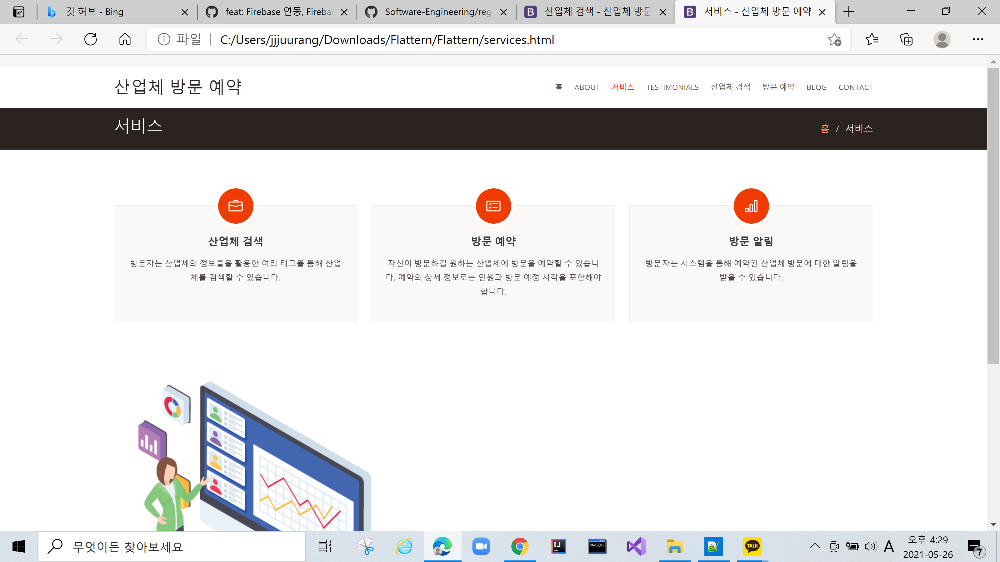 깃 허브 - Bing
feat: Firebase 연동, Fireba
Software-Engineering/reg
산업체 검색 - 산업체 방문
서비스 - 산업체 방문 예약
파일
C:/Users/jjjuurang/Downloads/Flattern/Flattern/services.html
산업체 방문 예약
홈 ABOUT 서비스 TESTIMONIALS 산업체 검색 방문 예약 BLOG CONTACT
서비스
홈 / 서비스
산업체 검색
방문자는 산업체의 정보들을 활용한 여러 태그를 통해 산업
체를 검색할 수 있습니다.
방문 예약
자신이 방문하길 원하는 산업체에 방문을 예약할 수 있습니
다. 예약의 상세 정보로는 인원과 방문 예정 시각을 포함해야
합니다.
방문 알림
방문자는 시스템을 통해 예약된 산업체 방문에 대한 알림을
받을 수 있습니다.
무엇이든 찾아보세요
IJ
MySQL>
TALK
A
오후 4:29
2021-05-26
7